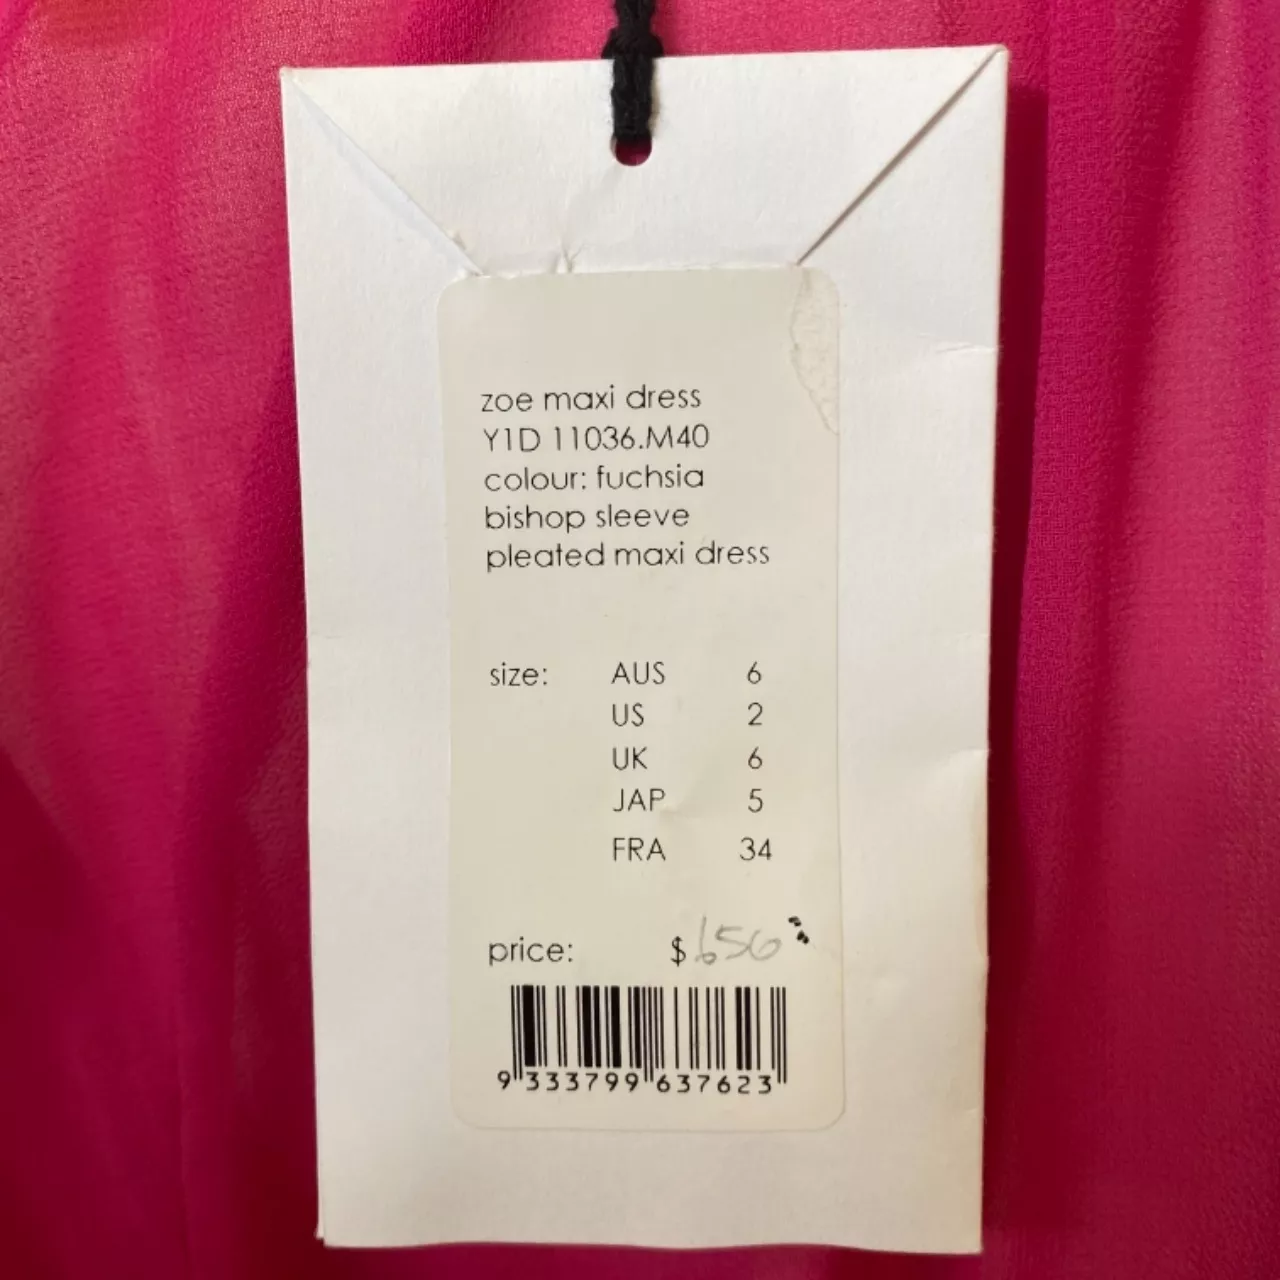 zoe maxi dress
Y1D 11036.M40
colour: fuchsia
bishop sleeve
pleated maxi dress
size: AUS 6
US 2
UK 6
JAP 5
FRA 34
price: $
9 333799 637623